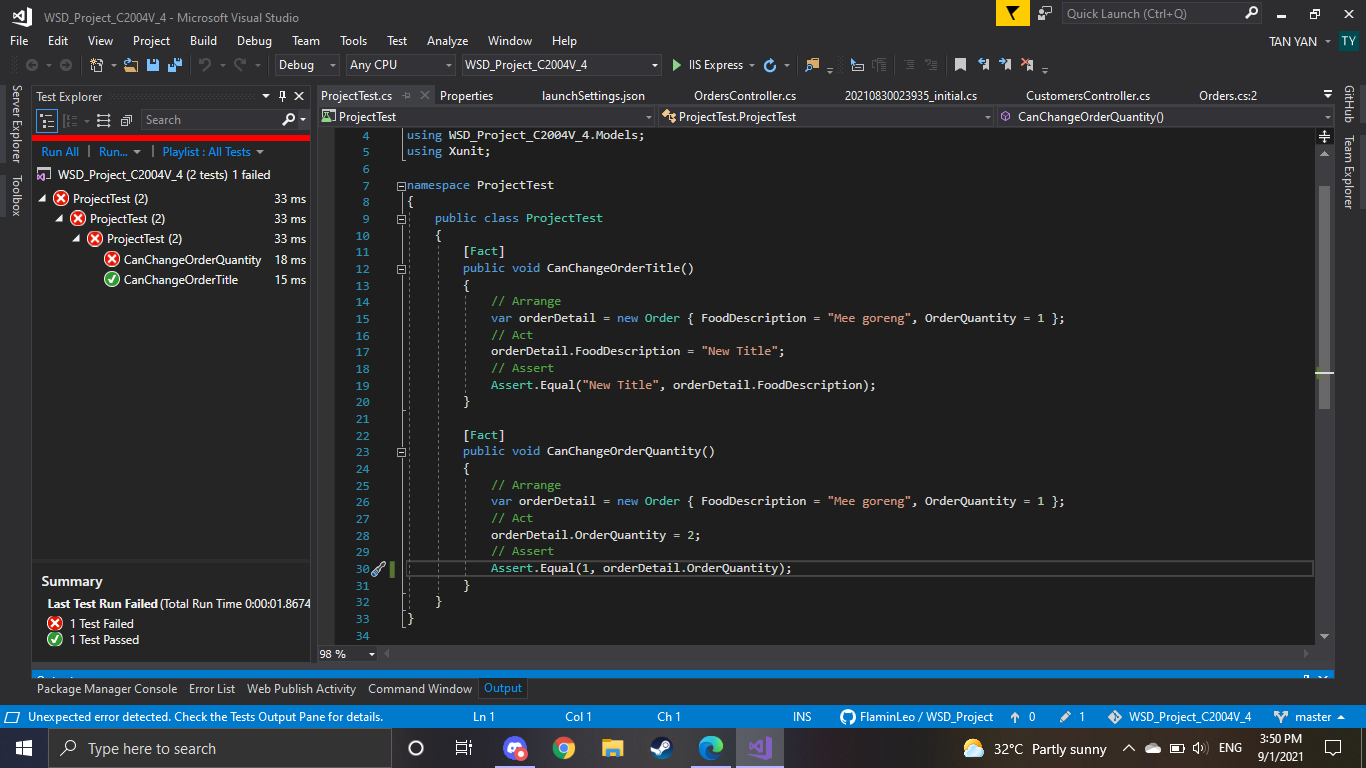 WSD_Project_C2004V_4 - Microsoft Visual Studio
Quick Launch (Ctrl+Q)
File Edit View Project Build Debug Team Tools Test Analyze Window Help
TAN YAN TY
Debug Any CPU WSD_Project_C2004V_4 IIS Express
Server Explorer
Toolbox
Test Explorer
Search
Run All | Run... | Playlist : All Tests
WSD_Project_C2004V_4 (2 tests) 1 failed
ProjectTest (2) 33 ms
ProjectTest (2) 33 ms
ProjectTest (2) 33 ms
CanChangeOrderQuantity 18 ms
CanChangeOrderTitle 15 ms
Summary
Last Test Run Failed (Total Run Time 0:00:01.8674
1 Test Failed
1 Test Passed
ProjectTest.cs Properties launchSettings.json OrdersController.cs 20210830023935_initial.cs CustomersController.cs Orders.cs:2
ProjectTest ProjectTest.ProjectTest CanChangeOrderQuantity()
4 using WSD_Project_C2004V_4.Models;
5 using Xunit;
6
7 namespace ProjectTest
8 {
9 public class ProjectTest
10 {
11 [Fact]
12 public void CanChangeOrderTitle()
13 {
14 // Arrange
15 var orderDetail = new Order { FoodDescription = "Mee goreng", OrderQuantity = 1 };
16 // Act
17 orderDetail.FoodDescription = "New Title";
18 // Assert
19 Assert.Equal("New Title", orderDetail.FoodDescription);
20 }
21
22 [Fact]
23 public void CanChangeOrderQuantity()
24 {
25 // Arrange
26 var orderDetail = new Order { FoodDescription = "Mee goreng", OrderQuantity = 1 };
27 // Act
28 orderDetail.OrderQuantity = 2;
29 // Assert
30 Assert.Equal(1, orderDetail.OrderQuantity);
31 }
32 }
33 }
34
98 %
GitHub
Team Explorer
Package Manager Console Error List Web Publish Activity Command Window Output
Unexpected error detected. Check the Tests Output Pane for details. Ln 1 Col 1 Ch 1 INS FlaminLeo / WSD_Project 0 1 WSD_Project_C2004V_4 master
Type here to search
32°C Partly sunny ENG
3:50 PM
9/1/2021